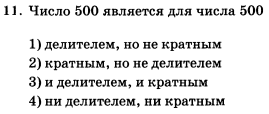 11. Число 500 является для числа 500
1) делителем, но не кратным
2) кратным, но не делителем
3) и делителем, и кратным
4) ни делителем, ни кратным